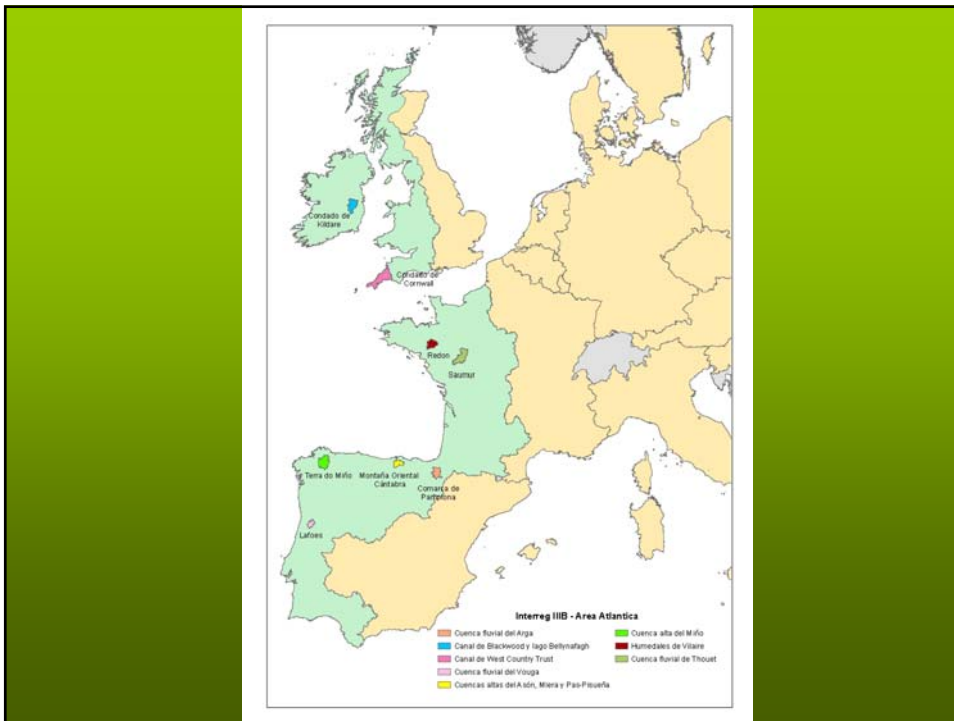 Condado de
Kildare
Condado de
Cornwall
Redon
Saumur
Terra do Miño
Montaña Oriental
Cántabra
Comarca de
Pamplona
Lafoes
Interreg IIIB - Area Atlantica
Cuenca fluvial del Arga
Canal de Blackwood y lago Bellynafagh
Canal de West Country Trust
Cuenca fluvial del Vouga
Cuencas altas del Asón, Miera y Pas-Pisueña
Cuenca alta del Miño
Humedales de Vilaire
Cuenca fluvial de Thouet